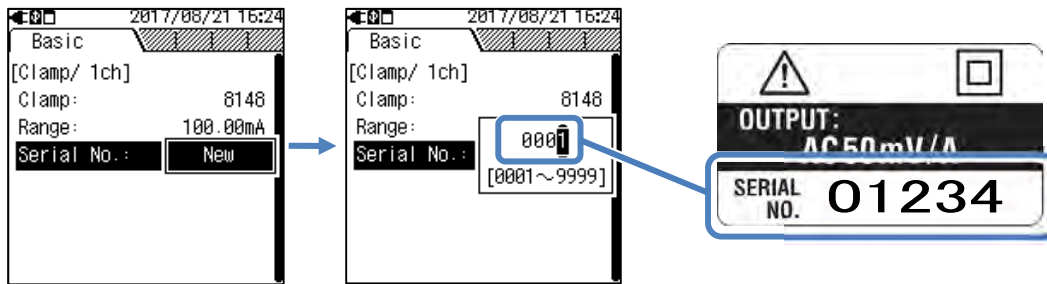 2017/08/21 16:24
Basic
[Clamp/ 1ch]
Clamp: 8148
Range: 100.00mA
Serial No.: New
2017/08/21 16:24
Basic
[Clamp/ 1ch]
Clamp: 8148
Range:
Serial No.:
0001
[0001～9999]
OUTPUT:
AC50mV/A
SERIAL NO. 01234